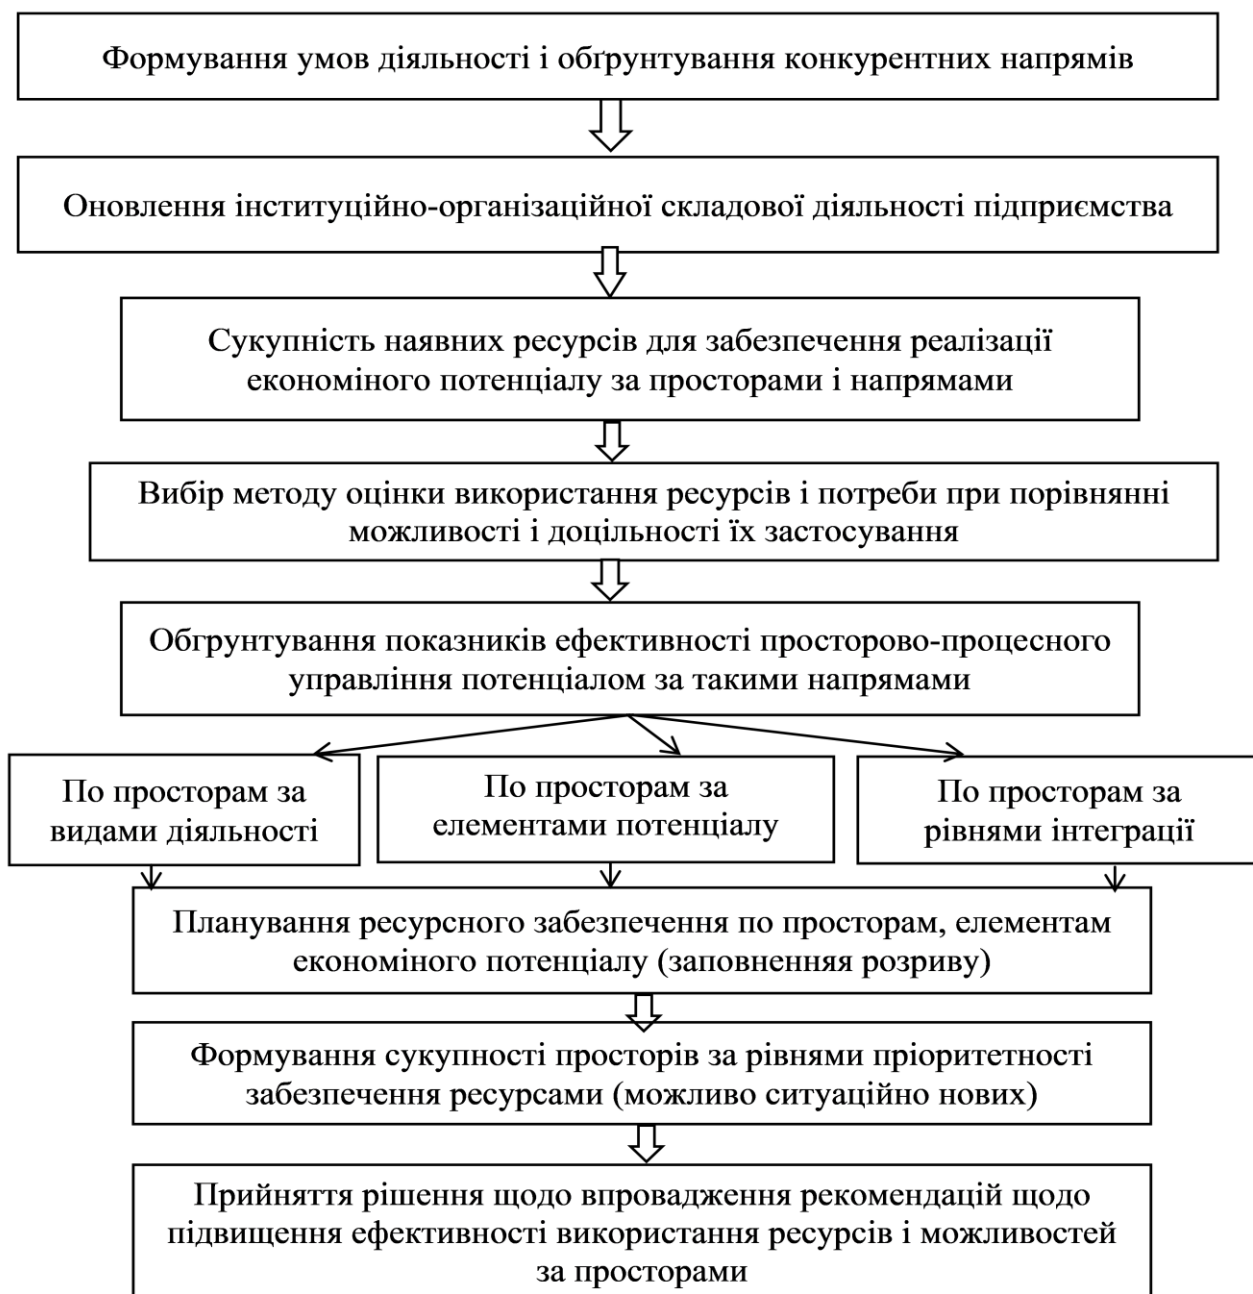 Формування умов діяльності і обґрунтування конкурентних напрямів
Оновлення інституційно-організаційної складової діяльності підприємства
Сукупність наявних ресурсів для забезпечення реалізації
економіного потенціалу за просторами і напрямами
Вибір методу оцінки використання ресурсів і потреби при порівнянні
можливості і доцільності їх застосування
Обгрунтування показників ефективності просторово-процесного
управління потенціалом за такими напрямами
По просторам за
видами діяльності
По просторам за
елементами потенціалу
По просторам за
рівнями інтеграції
Планування ресурсного забезпечення по просторам, елементам
економіного потенціалу (заповненняя розриву)
Формування сукупності просторів за рівнями пріоритетності
забезпечення ресурсами (можливо ситуаційно нових)
Прийняття рішення щодо впровадження рекомендацій щодо
підвищення ефективності використання ресурсів і можливостей
за просторами